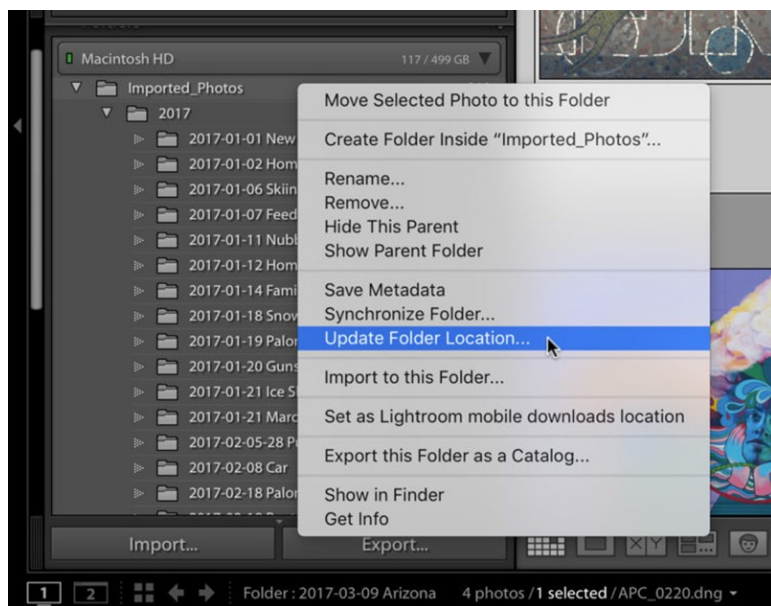 Macintosh HD 117 / 499 GB
Imported_Photos
2017
2017-01-01 New
2017-01-02 Hom
2017-01-06 Skiin
2017-01-07 Feed
2017-01-11 Nubb
2017-01-12 Hom
2017-01-14 Fami
2017-01-18 Snow
2017-01-19 Palor
2017-01-20 Guns
2017-01-21 Ice S
2017-01-21 Marc
2017-02-05-28 P
2017-02-08 Car
2017-02-18 Palor
Move Selected Photo to this Folder
Create Folder Inside “Imported_Photos”...
Rename...
Remove...
Hide This Parent
Show Parent Folder
Save Metadata
Synchronize Folder...
Update Folder Location...
Import to this Folder...
Set as Lightroom mobile downloads location
Export this Folder as a Catalog...
Show in Finder
Get Info
Import... Export... X Y
1 2 Folder : 2017-03-09 Arizona 4 photos / 1 selected / APC_0220.dng